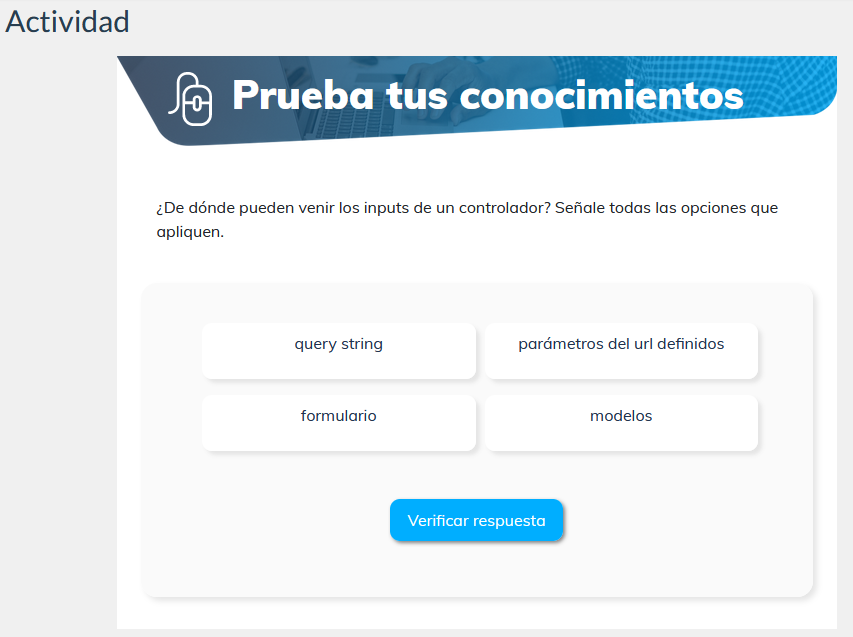 Actividad
Prueba tus conocimientos
¿De dónde pueden venir los inputs de un controlador? Señale todas las opciones que
apliquen.
query string
parámetros del url definidos
formulario
modelos
Verificar respuesta